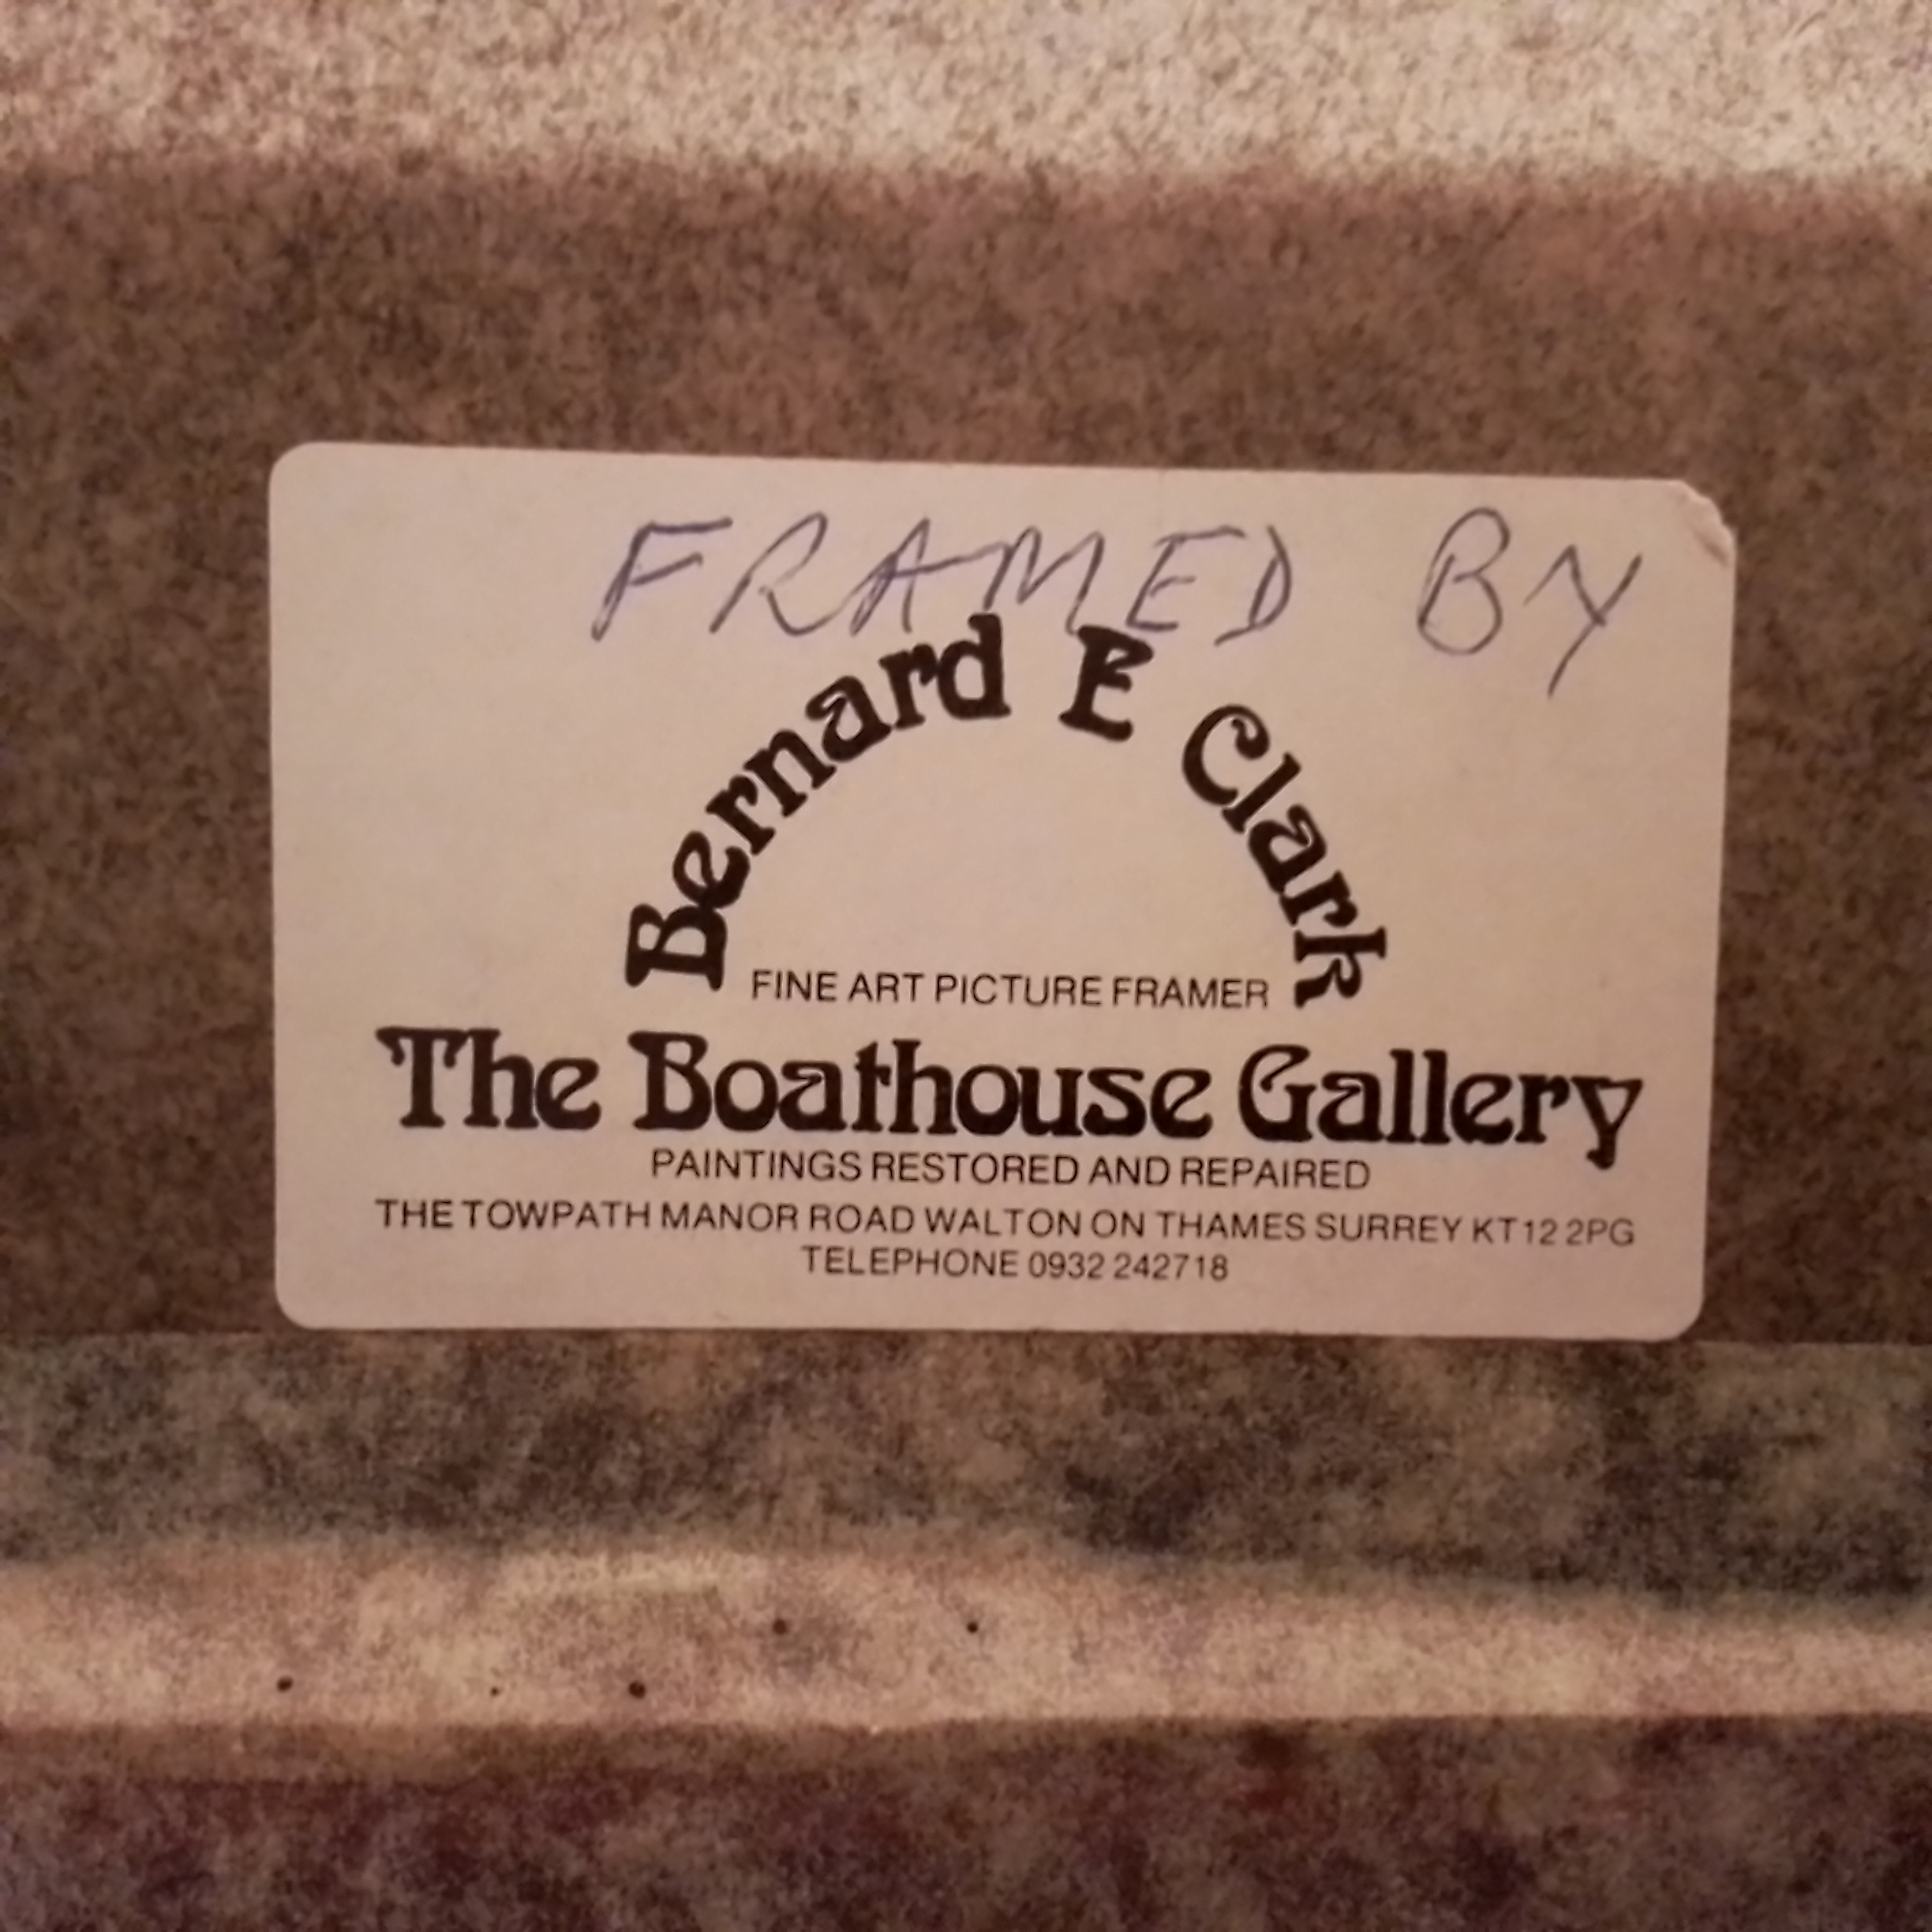 FRAMED BY
Bernard E Clark
FINE ART PICTURE FRAMER
The Boathouse Gallery
PAINTINGS RESTORED AND REPAIRED
THE TOWPATH MANOR ROAD WALTON ON THAMES SURREY KT12 2PG
TELEPHONE 0932 242718